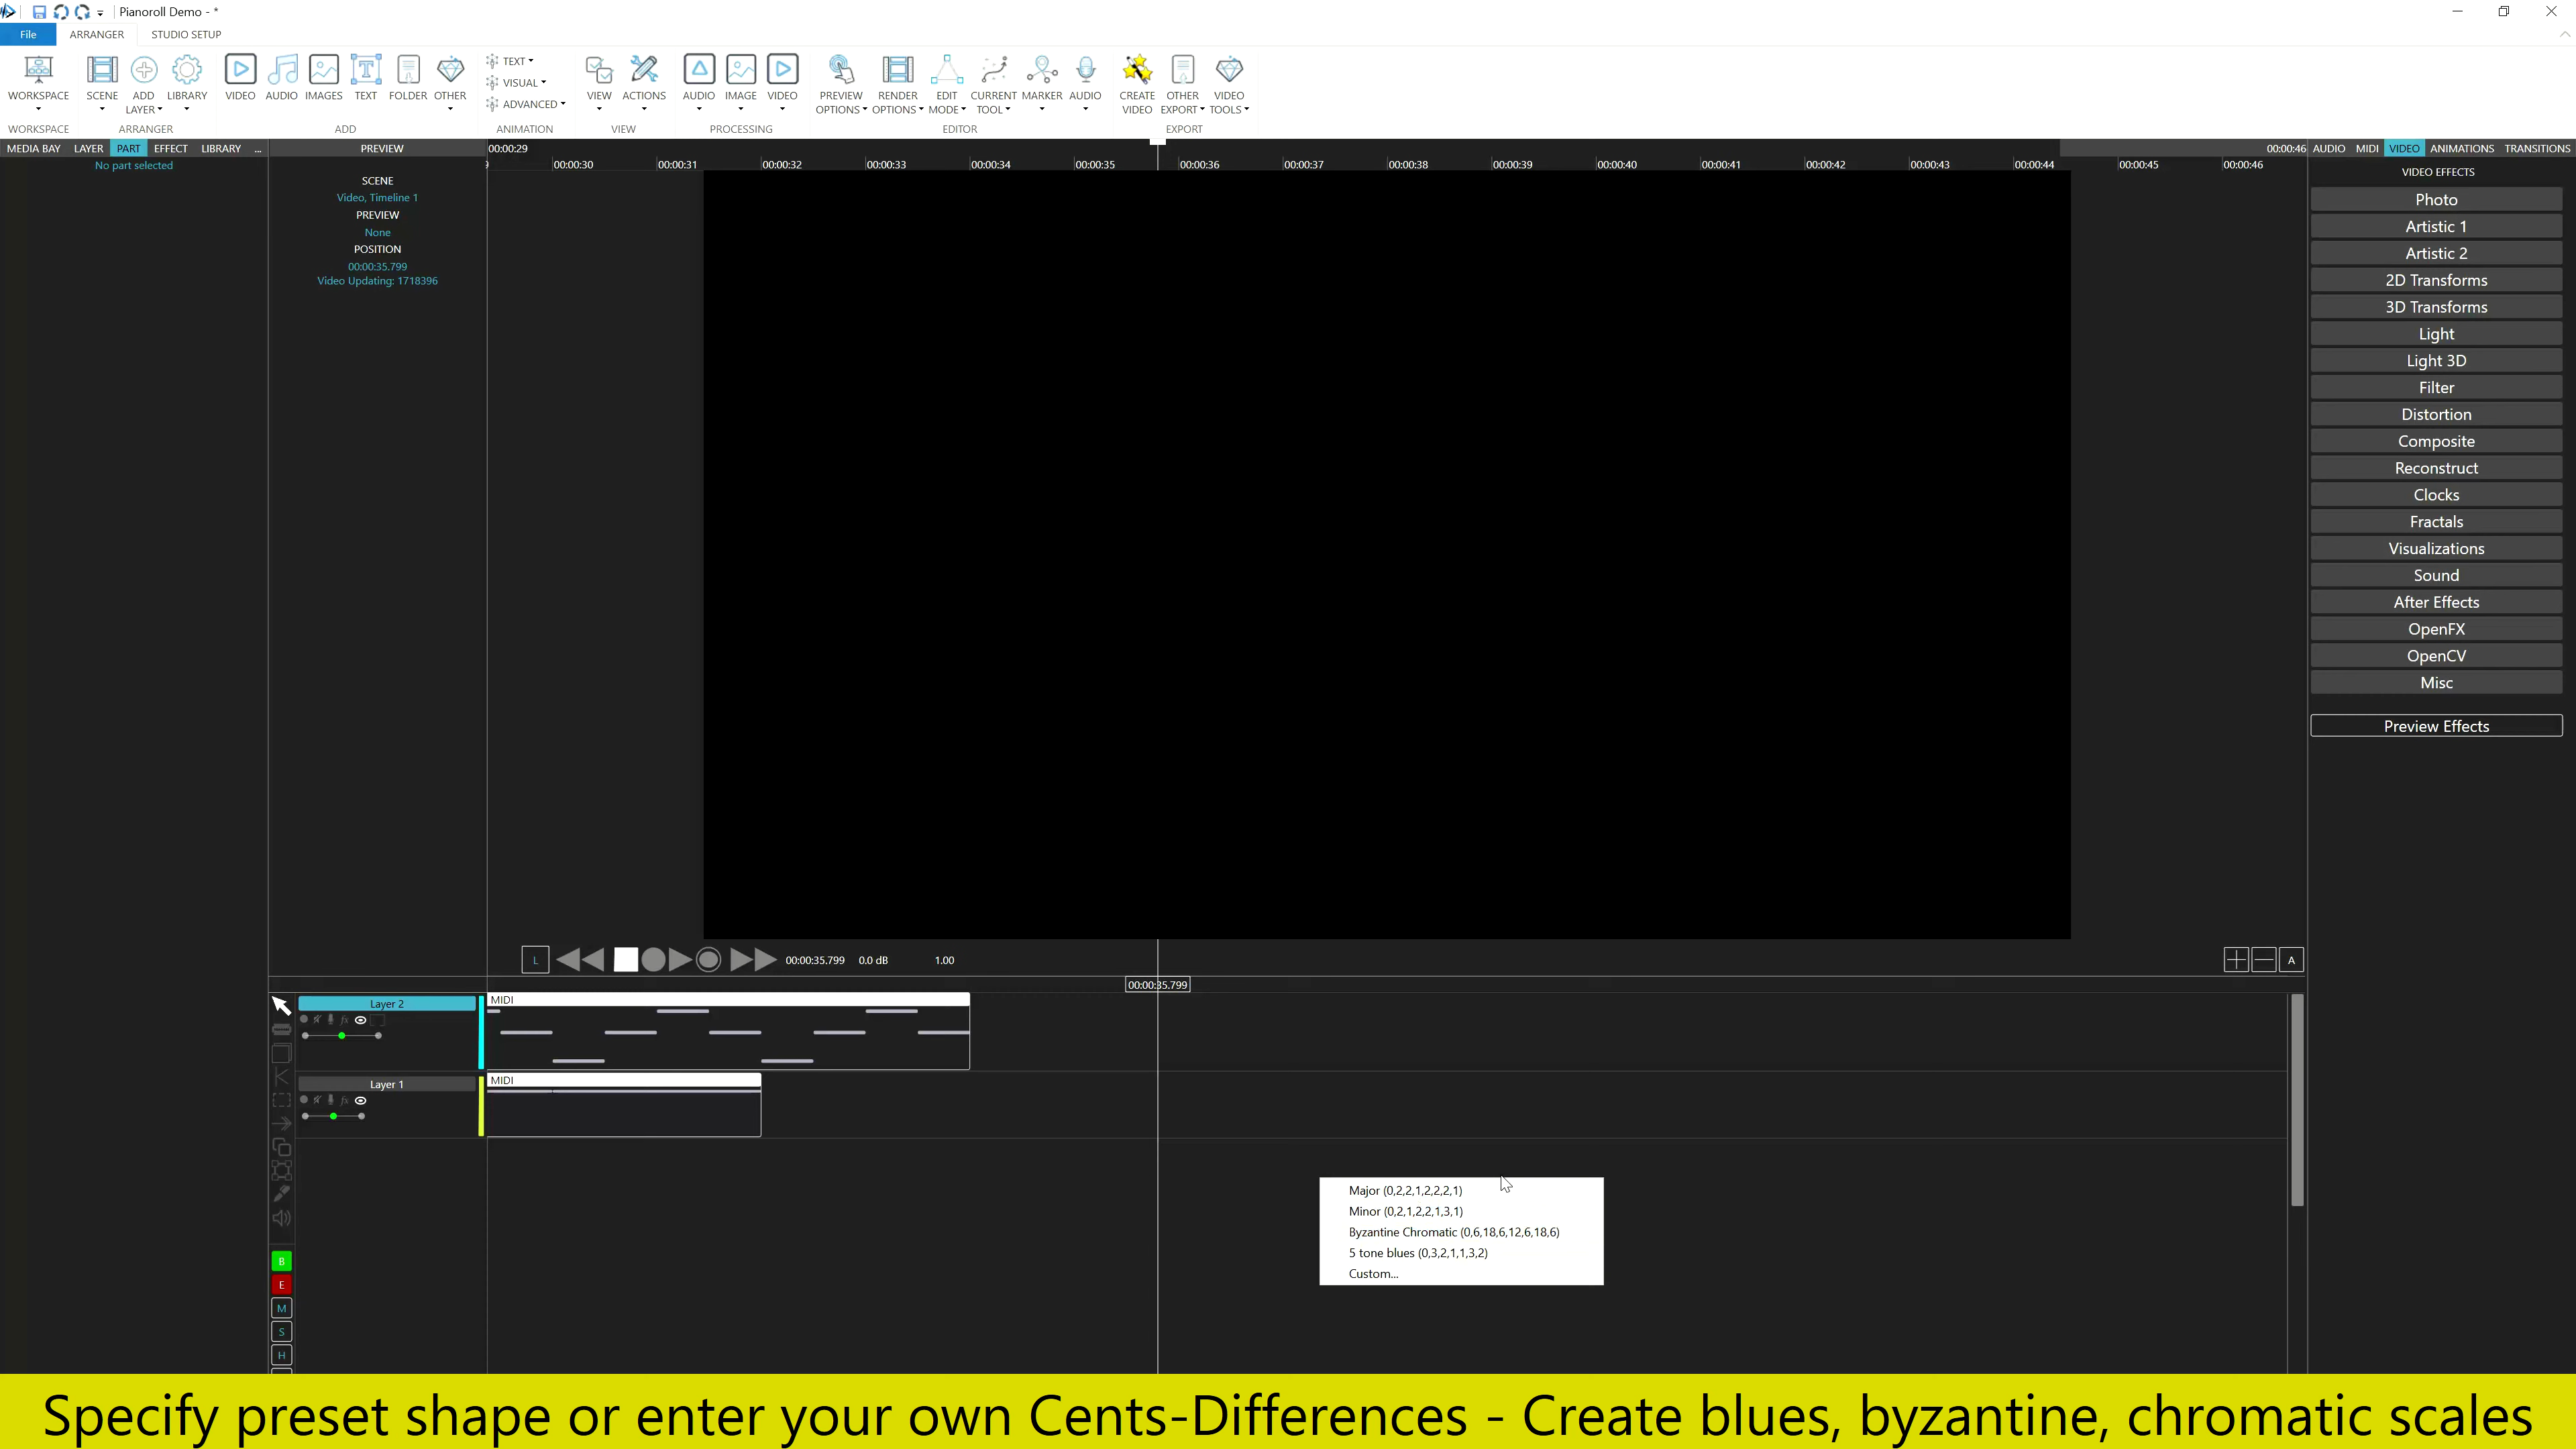 Pianoroll Demo - *
File ARRANGER STUDIO SETUP
WORKSPACE SCENE ADD LAYER LIBRARY VIDEO AUDIO IMAGES TEXT FOLDER OTHER
TEXT
VISUAL
ADVANCED
VIEW ACTIONS AUDIO IMAGE VIDEO PREVIEW OPTIONS RENDER OPTIONS EDIT MODE CURRENT TOOL MARKER AUDIO CREATE VIDEO OTHER EXPORT VIDEO TOOLS
WORKSPACE ARRANGER ADD ANIMATION VIEW PROCESSING EDITOR EXPORT
MEDIA BAY LAYER PART EFFECT LIBRARY ... PREVIEW 00:00:29 00:00:46 AUDIO MIDI VIDEO ANIMATIONS TRANSITIONS
9 00:00:30 00:00:31 00:00:32 00:00:33 00:00:34 00:00:35 00:00:36 00:00:37 00:00:38 00:00:39 00:00:40 00:00:41 00:00:42 00:00:43 00:00:44 00:00:45 00:00:46
No part selected
SCENE
Video, Timeline 1
PREVIEW
None
POSITION
00:00:35.799
Video Updating: 1718396
VIDEO EFFECTS
Photo
Artistic 1
Artistic 2
2D Transforms
3D Transforms
Light
Light 3D
Filter
Distortion
Composite
Reconstruct
Clocks
Fractals
Visualizations
Sound
After Effects
OpenFX
OpenCV
Misc
Preview Effects
L 00:00:35.799 0.0 dB 1.00 A
00:00:35.799
Layer 2 MIDI
fx
Layer 1 MIDI
fx
Major (0,2,2,1,2,2,2,1)
Minor (0,2,1,2,2,1,3,1)
Byzantine Chromatic (0,6,18,6,12,6,18,6)
5 tone blues (0,3,2,1,1,3,2)
Custom...
B
E
M
S
H
Specify preset shape or enter your own Cents-Differences - Create blues, byzantine, chromatic scales